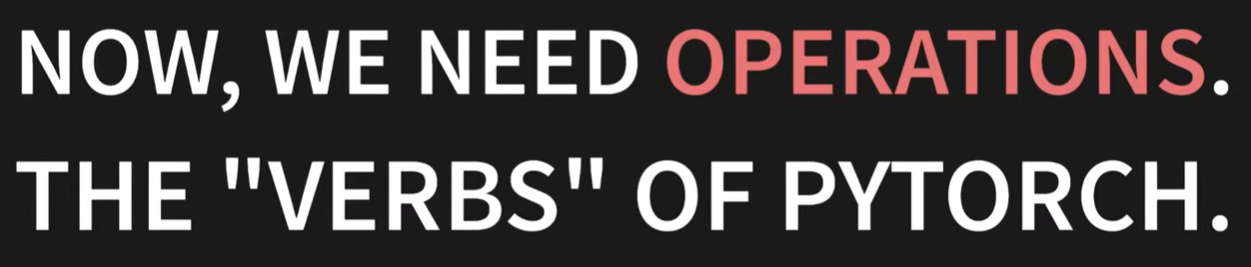 NOW, WE NEED OPERATIONS.
THE "VERBS" OF PYTORCH.